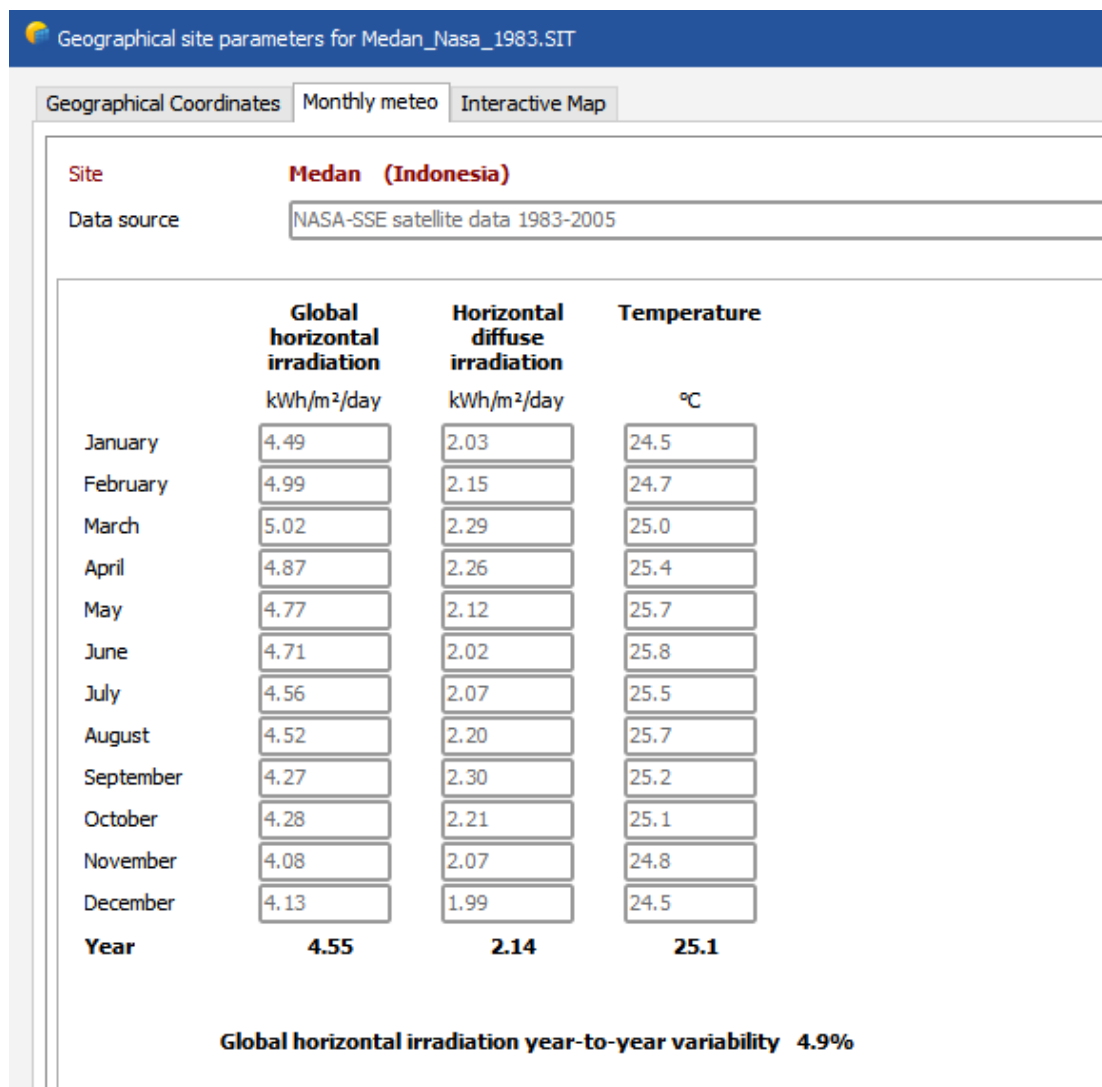 Geographical site parameters for Medan_Nasa_1983.SIT
Geographical Coordinates Monthly meteo Interactive Map
Site Medan (Indonesia)
Data source NASA-SSE satellite data 1983-2005
Global horizontal irradiation Horizontal diffuse irradiation Temperature
kWh/m²/day kWh/m²/day °C
January 4.49 2.03 24.5
February 4.99 2.15 24.7
March 5.02 2.29 25.0
April 4.87 2.26 25.4
May 4.77 2.12 25.7
June 4.71 2.02 25.8
July 4.56 2.07 25.5
August 4.52 2.20 25.7
September 4.27 2.30 25.2
October 4.28 2.21 25.1
November 4.08 2.07 24.8
December 4.13 1.99 24.5
Year 4.55 2.14 25.1
Global horizontal irradiation year-to-year variability 4.9%